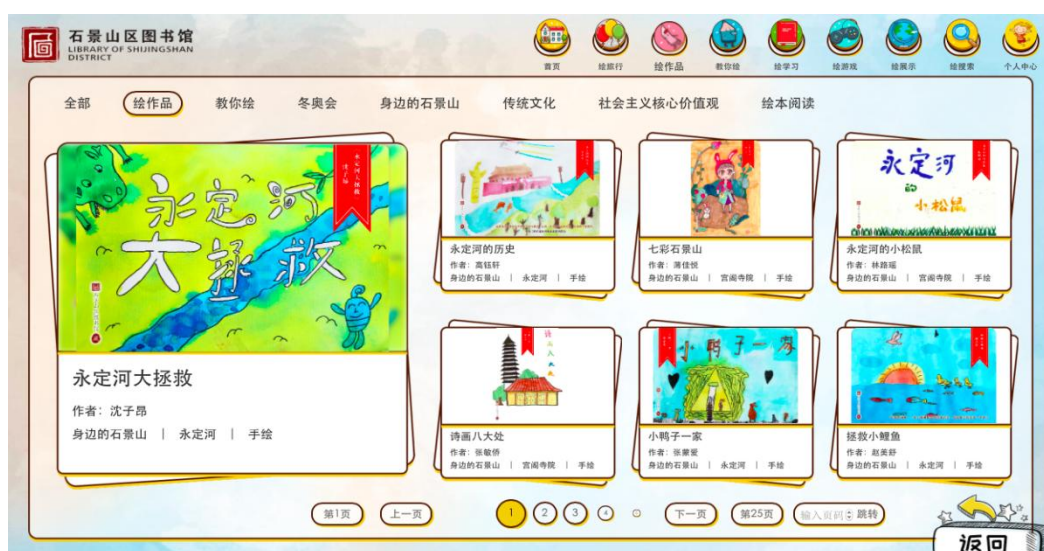 石景山区图书馆
LIBRARY OF SHIJINGSHAN
DISTRICT
首页
绘旅行
绘作品
教你绘
绘学习
绘游戏
绘展示
绘搜索
个人中心
全部
绘作品
教你绘
冬奥会
身边的石景山
传统文化
社会主义核心价值观
绘本阅读
永定河
大拯救
永定河大拯救
沈子昂
永定河大拯救
作者: 沈子昂
身边的石景山 | 永定河 | 手绘
永定河的历史
作者: 高钰轩
身边的石景山 | 永定河 | 手绘
七彩石景山
作者: 蒲佳悦
身边的石景山 | 宫阁寺院 | 手绘
永定河
的
小松鼠
永定河的小松鼠
作者: 林路瑶
身边的石景山 | 宫阁寺院 | 手绘
诗画八大处
作者: 张敏侨
身边的石景山 | 宫阁寺院 | 手绘
小鸭子一家
小鸭子一家
作者: 张蒙爱
身边的石景山 | 永定河 | 手绘
拯救小鲤鱼
作者: 赵美舒
身边的石景山 | 永定河 | 手绘
第1页
上一页
1
2
3
4
下一页
第25页
输入页码
跳转
返回